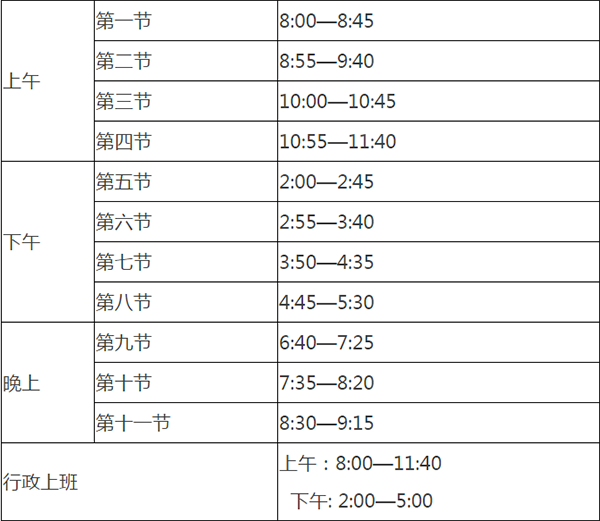 上午
第一节 8:00—8:45
第二节 8:55—9:40
第三节 10:00—10:45
第四节 10:55—11:40
下午
第五节 2:00—2:45
第六节 2:55—3:40
第七节 3:50—4:35
第八节 4:45—5:30
晚上
第九节 6:40—7:25
第十节 7:35—8:20
第十一节 8:30—9:15
行政上班
上午：8:00—11:40
下午: 2:00—5:00